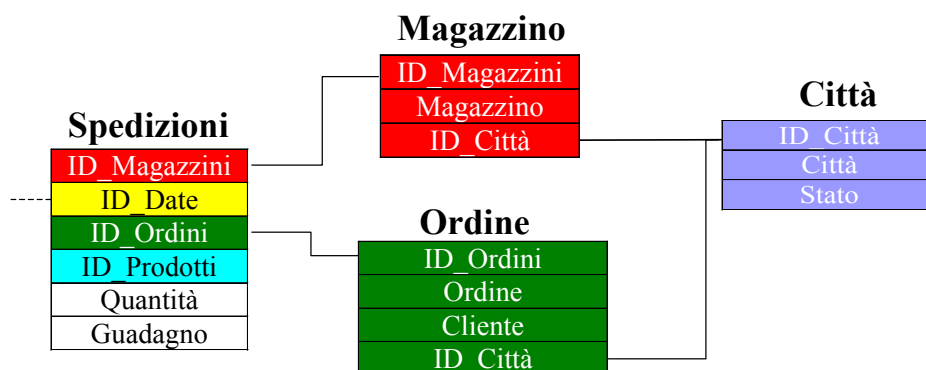 Spedizioni
ID_Magazzini
ID_Date
ID_Ordini
ID_Prodotti
Quantità
Guadagno
Magazzino
ID_Magazzini
Magazzino
ID_Città
Ordine
ID_Ordini
Ordine
Cliente
ID_Città
Città
ID_Città
Città
Stato